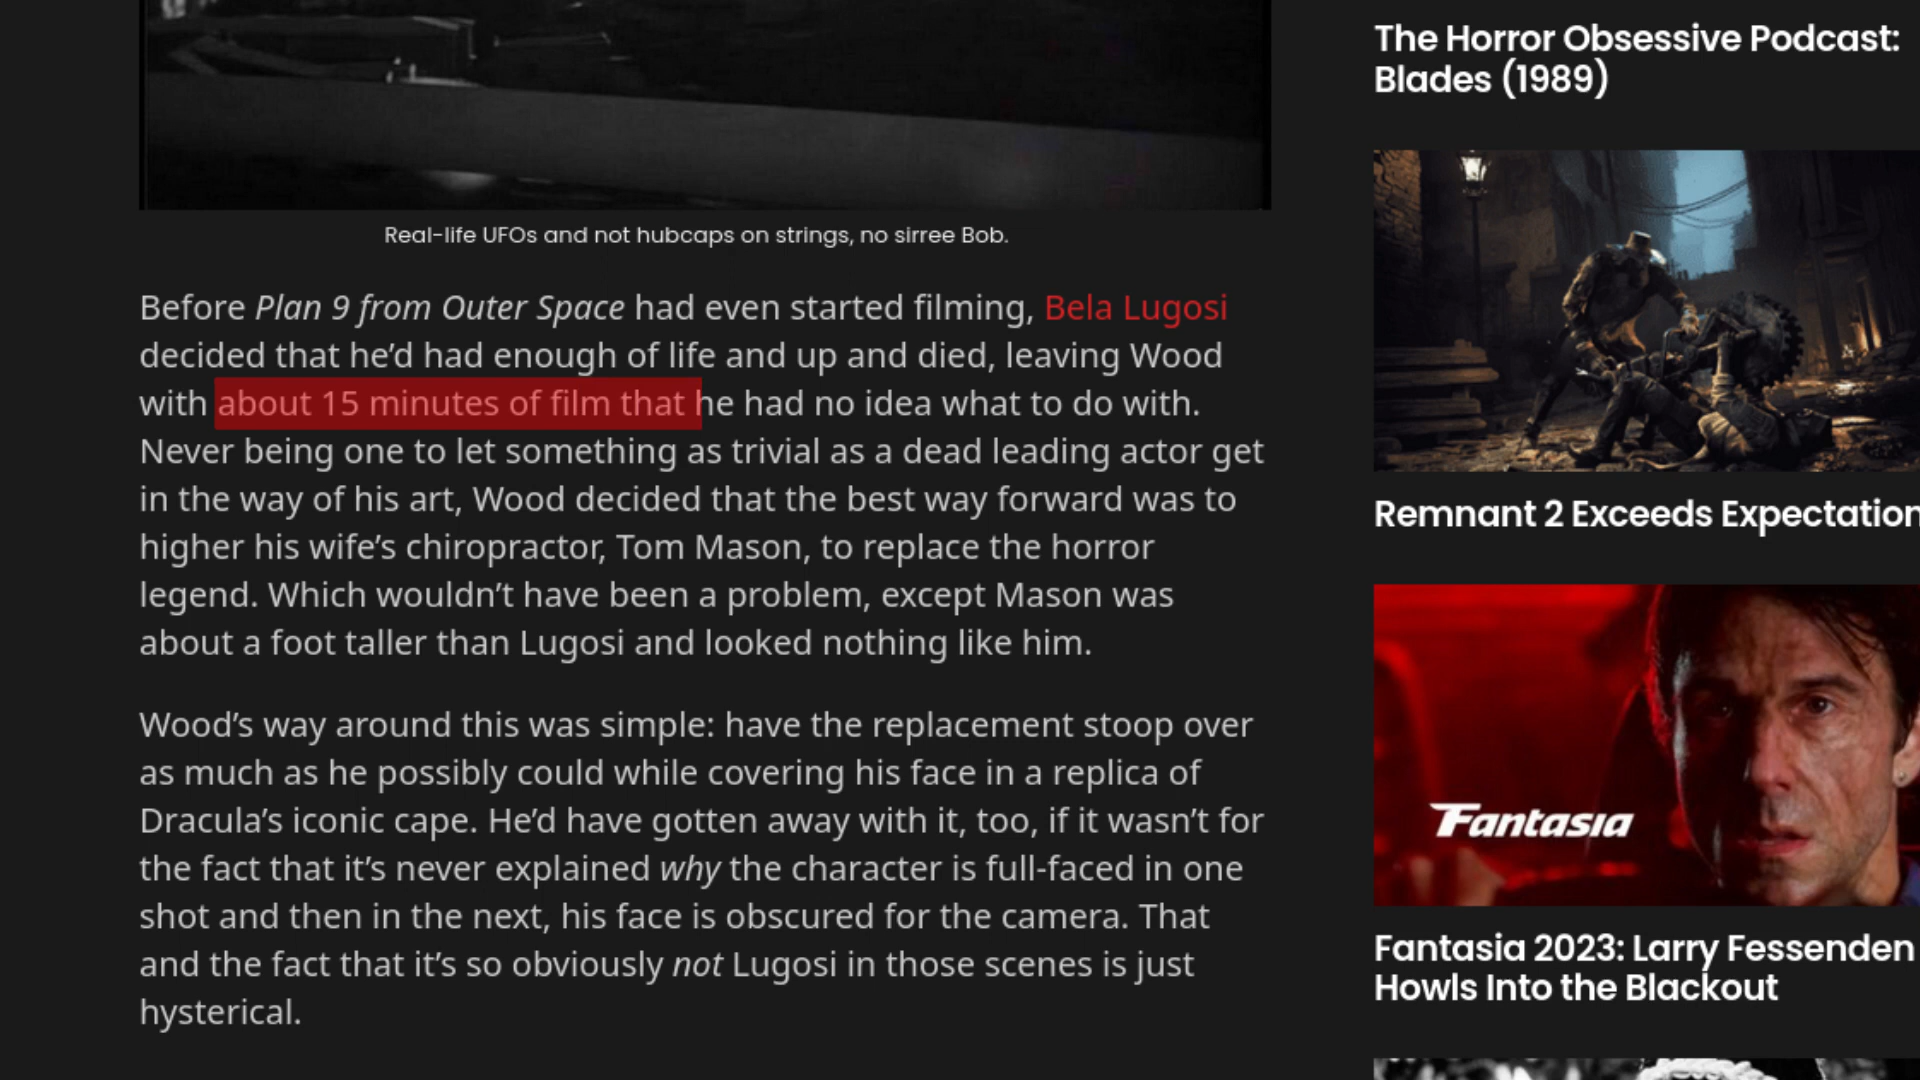 Real-life UFOs and not hubcaps on strings, no sirree Bob.
Before Plan 9 from Outer Space had even started filming, Bela Lugosi
decided that he’d had enough of life and up and died, leaving Wood
with about 15 minutes of film that he had no idea what to do with.
Never being one to let something as trivial as a dead leading actor get
in the way of his art, Wood decided that the best way forward was to
higher his wife’s chiropractor, Tom Mason, to replace the horror
legend. Which wouldn’t have been a problem, except Mason was
about a foot taller than Lugosi and looked nothing like him.
Wood’s way around this was simple: have the replacement stoop over
as much as he possibly could while covering his face in a replica of
Dracula’s iconic cape. He’d have gotten away with it, too, if it wasn’t for
the fact that it’s never explained why the character is full-faced in one
shot and then in the next, his face is obscured for the camera. That
and the fact that it’s so obviously not Lugosi in those scenes is just
hysterical.
The Horror Obsessive Podcast:
Blades (1989)
Remnant 2 Exceeds Expectation
Fantasia
Fantasia 2023: Larry Fessenden
Howls Into the Blackout